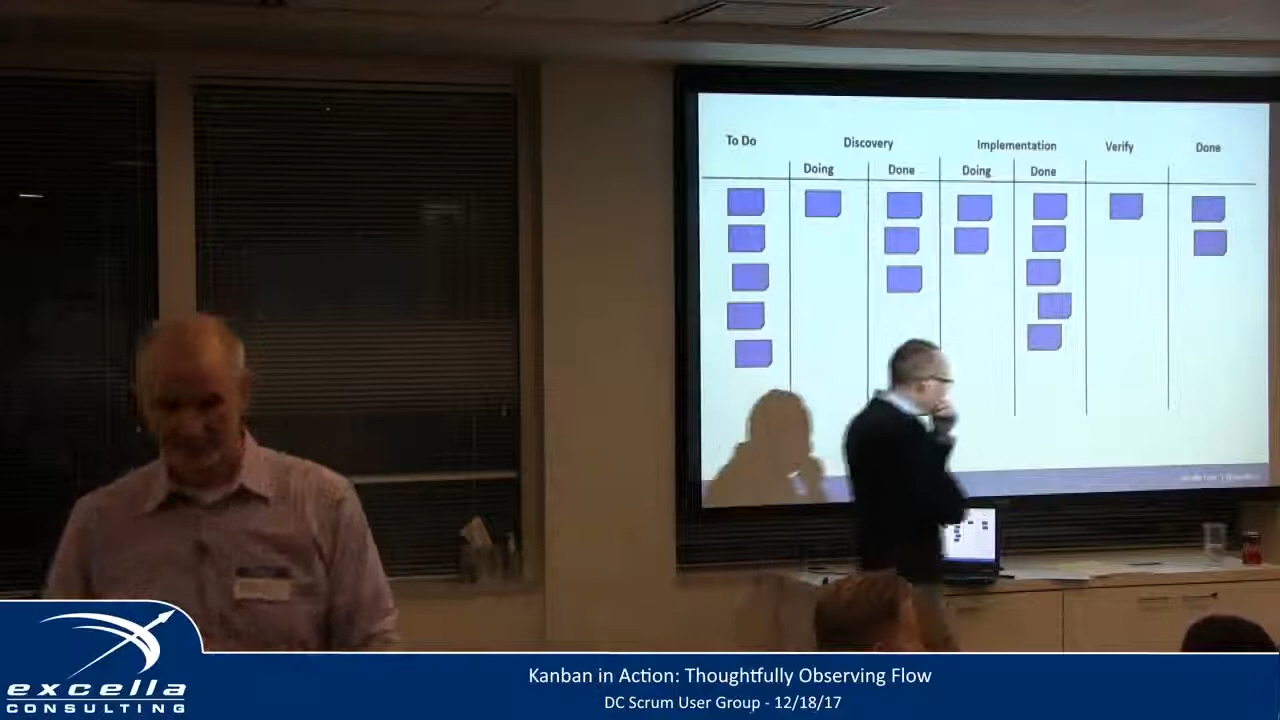 To Do Discovery Implementation Verify Done
Doing Done Doing Done
excella
CONSULTING
Kanban in Action: Thoughtfully Observing Flow
DC Scrum User Group - 12/18/17